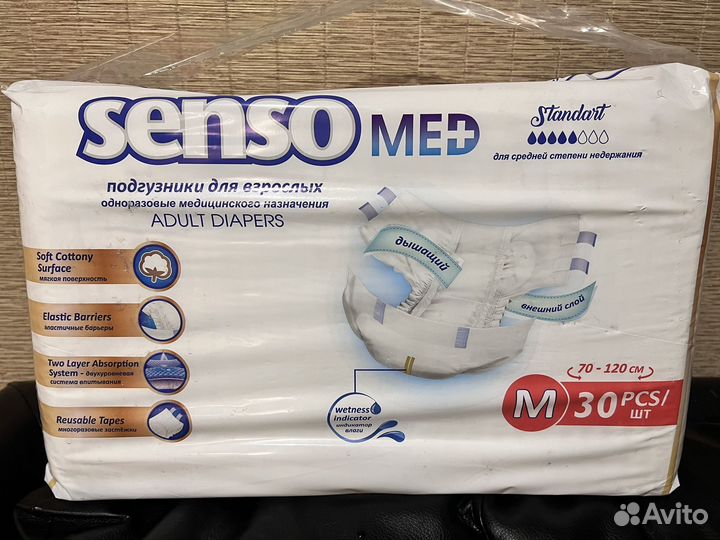 senso MED
Standart
для средней степени недержания
подгузники для взрослых
одноразовые медицинского назначения
ADULT DIAPERS
Soft Cottony
Surface
мягкая поверхность
Elastic Barriers
эластичные барьеры
Two Layer Absorption
System - двухуровневая
система впитывания
Reusable Tapes
многоразовые застёжки
дышащий
внешний слой
wetness
indicator
индикатор
влаги
70 - 120 см
M 30 PCS/
ШТ
Avito